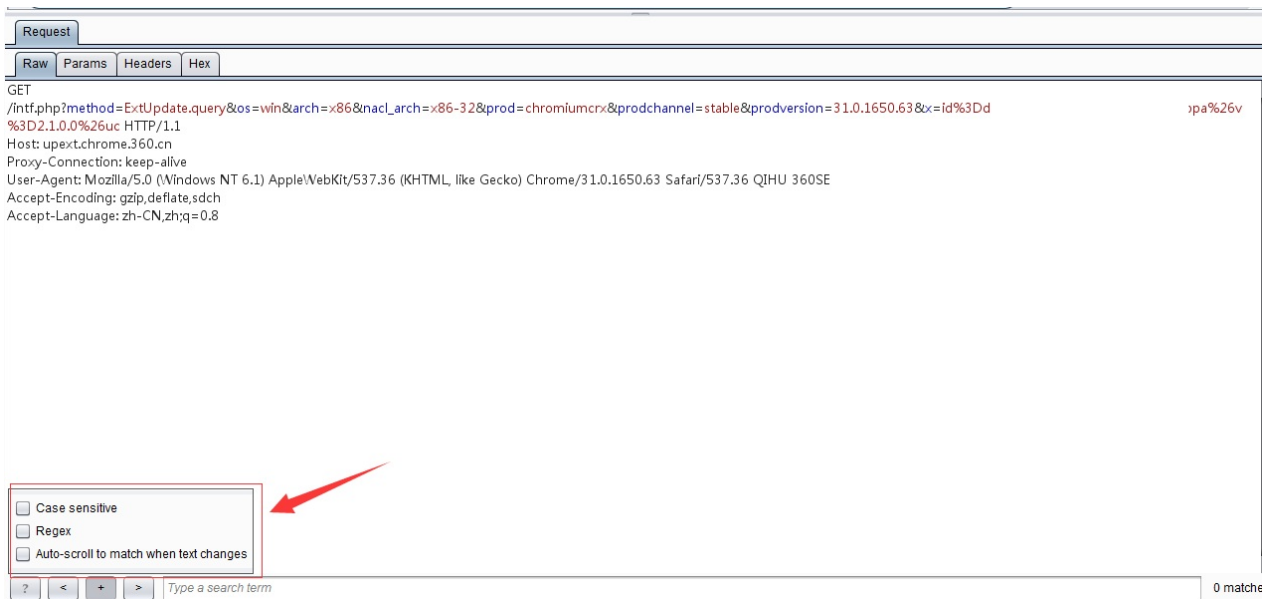 Request
Raw Params Headers Hex
GET
/intf.php?method=ExtUpdate.query&os=win&arch=x86&nacl_arch=x86-32&prod=chromiumcrx&prodchannel=stable&prodversion=31.0.1650.63&x=id%3Dd opa%26v
%3D2.1.0.0%26uc HTTP/1.1
Host: upext.chrome.360.cn
Proxy-Connection: keep-alive
User-Agent: Mozilla/5.0 (Windows NT 6.1) AppleWebKit/537.36 (KHTML, like Gecko) Chrome/31.0.1650.63 Safari/537.36 QIHU 360SE
Accept-Encoding: gzip,deflate,sdch
Accept-Language: zh-CN,zh;q=0.8
Case sensitive
Regex
Auto-scroll to match when text changes
? < + > Type a search term 0 matche